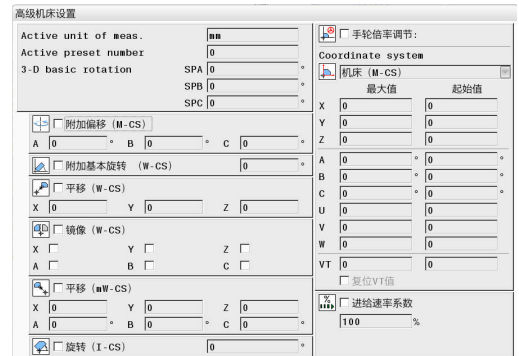 高级机床设置
Active unit of meas. mm
Active preset number 0
3-D basic rotation SPA 0 °
SPB 0 °
SPC 0 °
附加偏移 (M-CS)
A 0 ° B 0 ° C 0 °
附加基本旋转 (W-CS) 0 °
平移 (W-CS)
X 0 Y 0 Z 0
镜像 (W-CS)
X Y Z
A B C
平移 (mW-CS)
X 0 Y 0 Z 0
A 0 ° B 0 ° C 0 °
旋转 (I-CS) 0 °
手轮倍率调节:
Coordinate system
机床 (M-CS)
最大值 起始值
X 0 0
Y 0 0
Z 0 0
A 0 ° 0 °
B 0 ° 0 °
C 0 ° 0 °
U 0 0
V 0 0
W 0 0
VT 0 0
复位VT值
% 进给速率系数
100 %